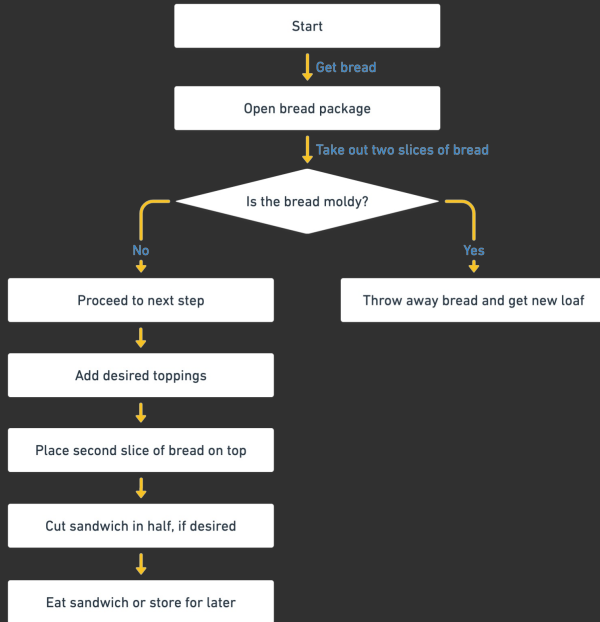 Start
Get bread
Open bread package
Take out two slices of bread
Is the bread moldy?
No
Yes
Proceed to next step
Throw away bread and get new loaf
Add desired toppings
Place second slice of bread on top
Cut sandwich in half, if desired
Eat sandwich or store for later